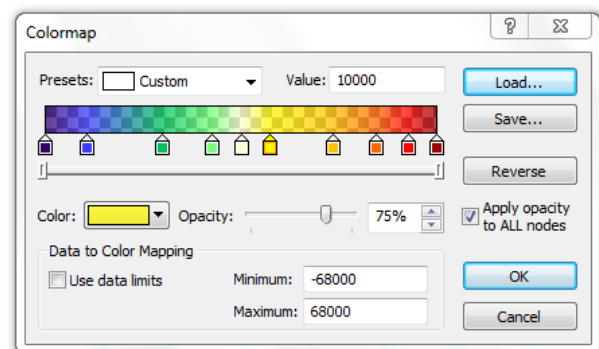 Colormap
Presets: Custom Value: 10000 Load...
Save...
Reverse
Color: Opacity: 75% Apply opacity
to ALL nodes
Data to Color Mapping
Use data limits Minimum: -68000 OK
Maximum: 68000 Cancel